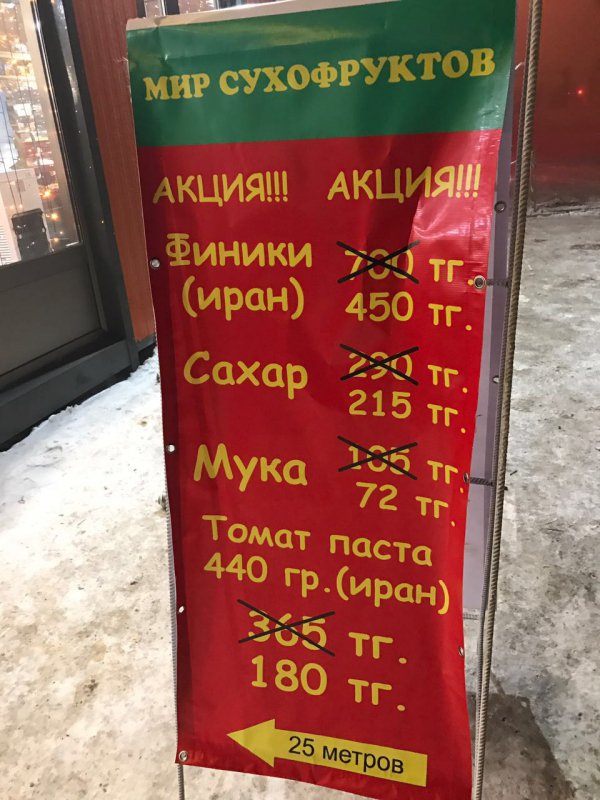 МИР СУХОФРУКТОВ
АКЦИЯ!!! АКЦИЯ!!!
Финики 700 тг.
(иран) 450 тг.
Сахар 290 тг.
215 тг.
Мука 105 тг.
72 тг.
Томат паста
440 гр.(иран)
365 тг.
180 тг.
25 метров